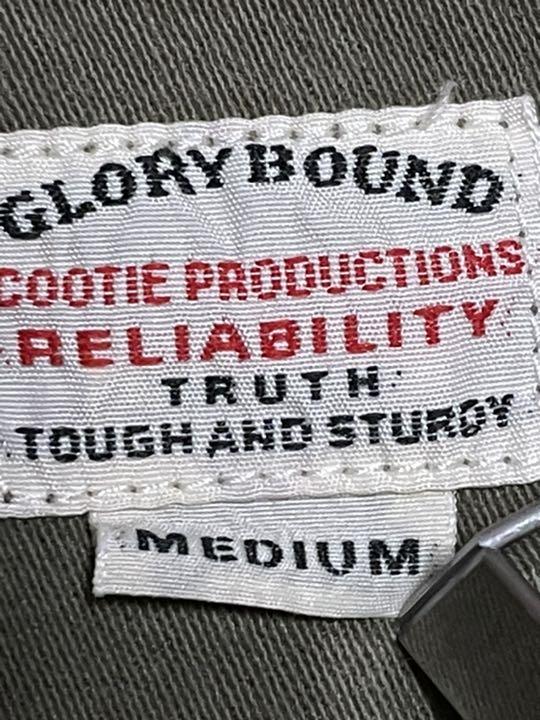 GLORY BOUND
COOTIE PRODUCTIONS
RELIABILITY
TRUTH
TOUGH AND STURDY
MEDIUM